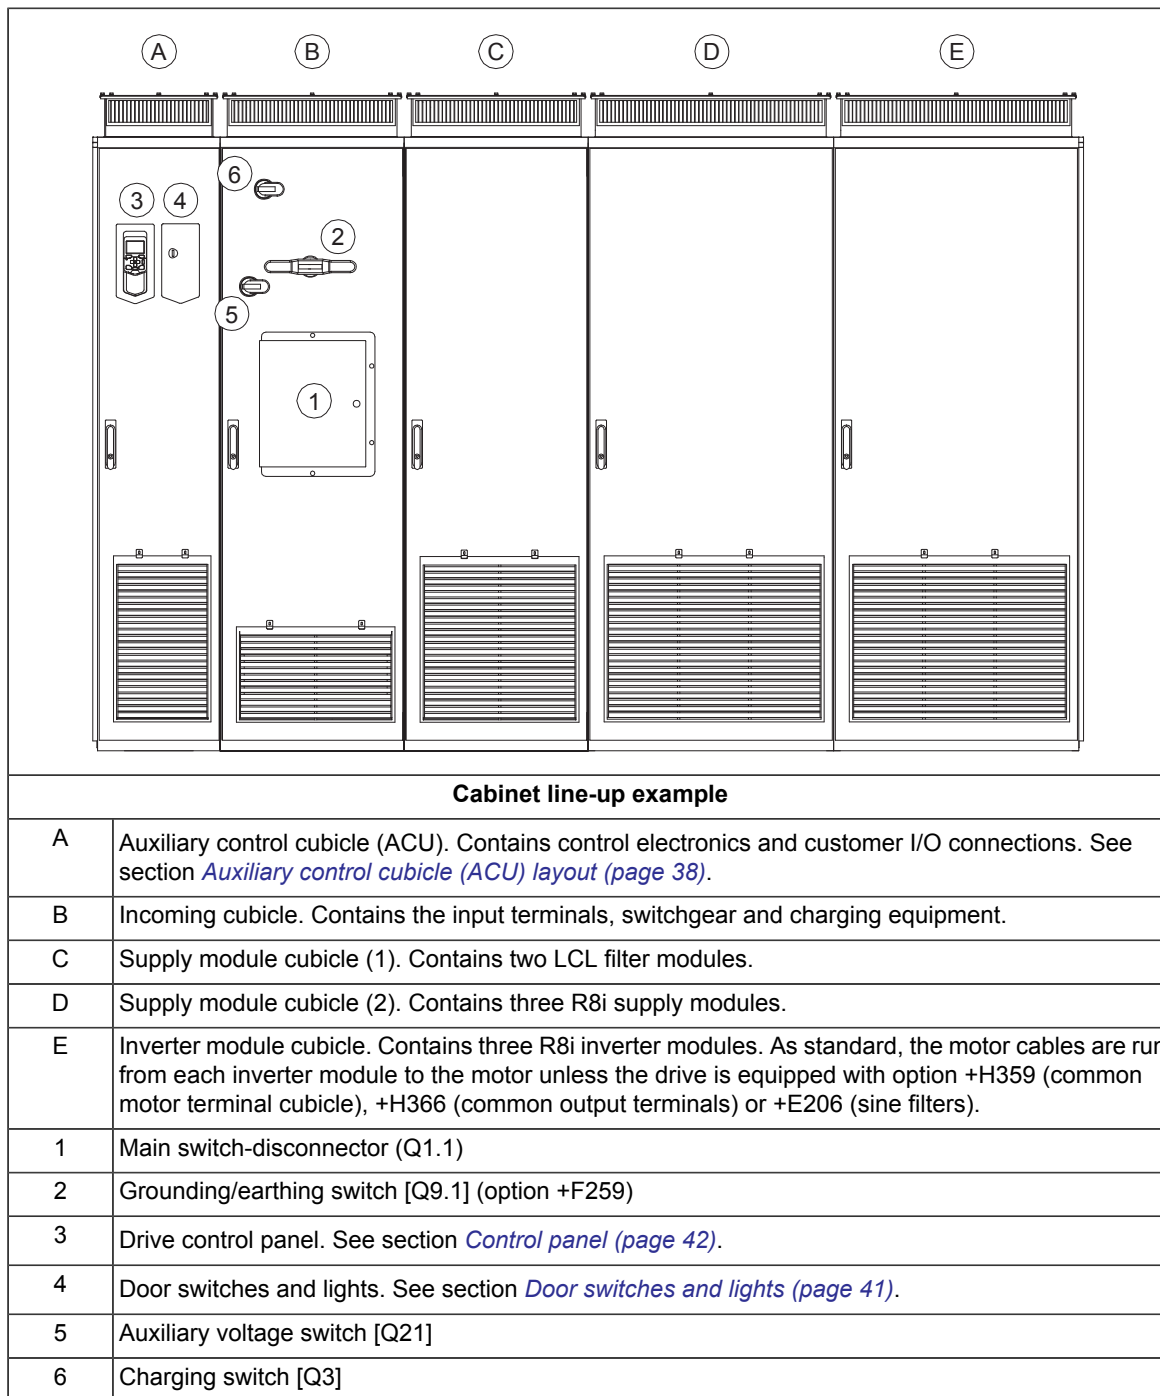 A B C D E
6
3 4
2
5
1
Cabinet line-up example
A Auxiliary control cubicle (ACU). Contains control electronics and customer I/O connections. See
section Auxiliary control cubicle (ACU) layout (page 38).
B Incoming cubicle. Contains the input terminals, switchgear and charging equipment.
C Supply module cubicle (1). Contains two LCL filter modules.
D Supply module cubicle (2). Contains three R8i supply modules.
E Inverter module cubicle. Contains three R8i inverter modules. As standard, the motor cables are run
from each inverter module to the motor unless the drive is equipped with option +H359 (common
motor terminal cubicle), +H366 (common output terminals) or +E206 (sine filters).
1 Main switch-disconnector (Q1.1)
2 Grounding/earthing switch [Q9.1] (option +F259)
3 Drive control panel. See section Control panel (page 42).
4 Door switches and lights. See section Door switches and lights (page 41).
5 Auxiliary voltage switch [Q21]
6 Charging switch [Q3]